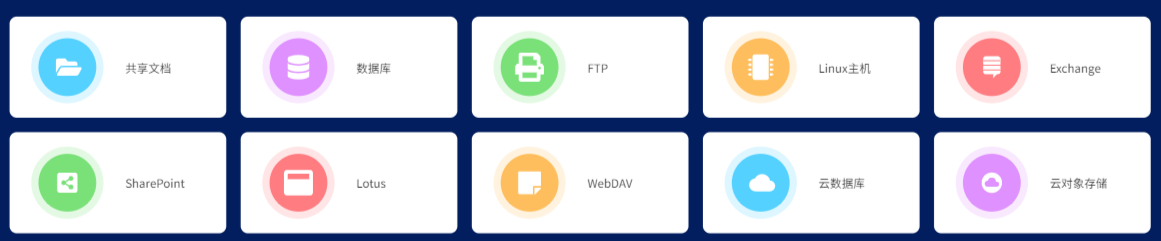 共享文档
数据库
FTP
Linux主机
Exchange
SharePoint
Lotus
WebDAV
云数据库
云对象存储